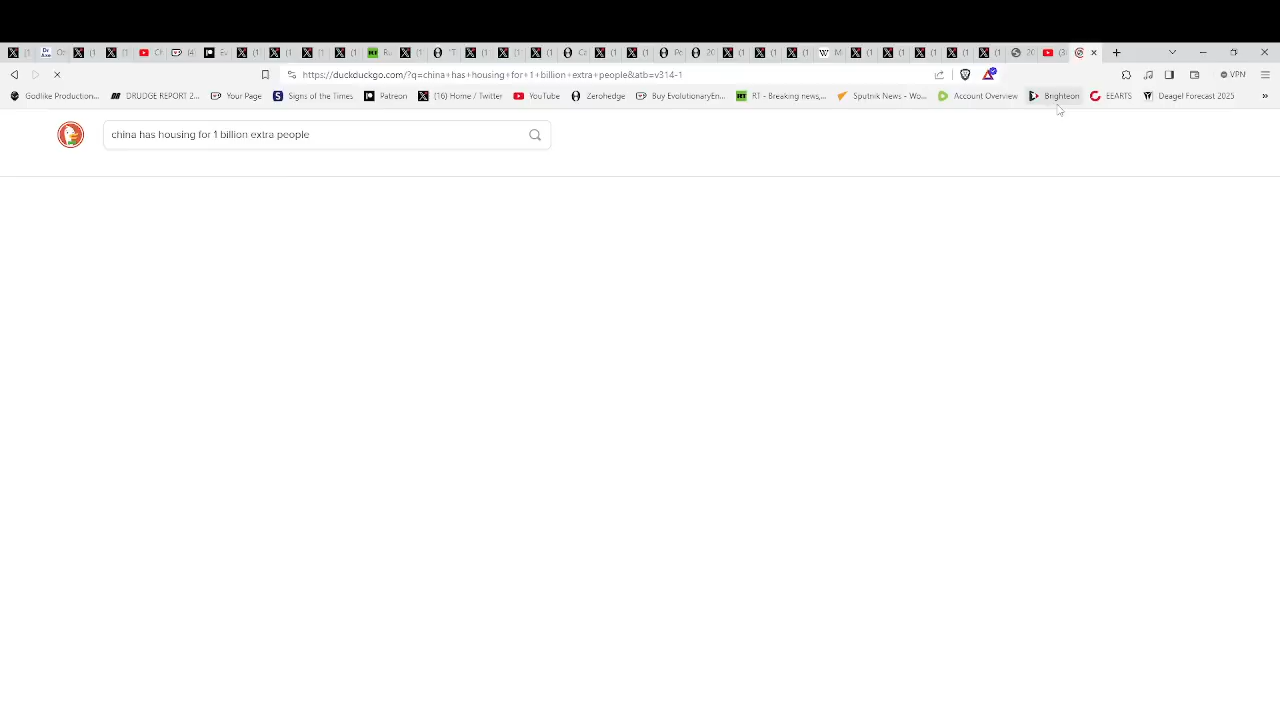 https://duckduckgo.com/?q=china+has+housing+for+1+billion+extra+people&atb=v314-1
VPN
Godlike Production... DRUDGE REPORT 2... Your Page Signs of the Times Patreon (16) Home / Twitter YouTube Zerohedge Buy EvolutionaryEn... RT - Breaking news,... Sputnik News - Wo... Account Overview Brighteon EEARTS Deagel Forecast 2025 »
china has housing for 1 billion extra people